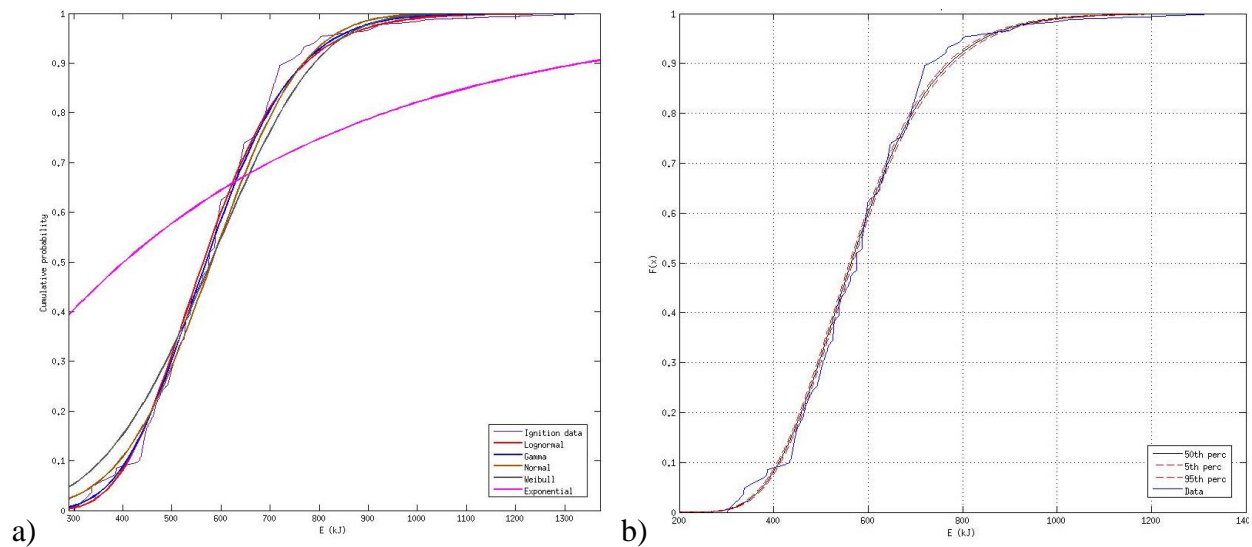 1
0.9
0.8
0.7
0.6
0.5
0.4
0.3
0.2
0.1
0
Cumulative probability
300 400 500 600 700 800 900 1000 1100 1200 1300
E (kJ)
Ignition data
Lognormal
Gamma
Normal
Weibull
Exponential
a)
1
0.9
0.8
0.7
0.6
0.5
0.4
0.3
0.2
0.1
0
F(x)
200 400 600 800 1000 1200 140
E (kJ)
50th perc
5th perc
95th perc
Data
b)